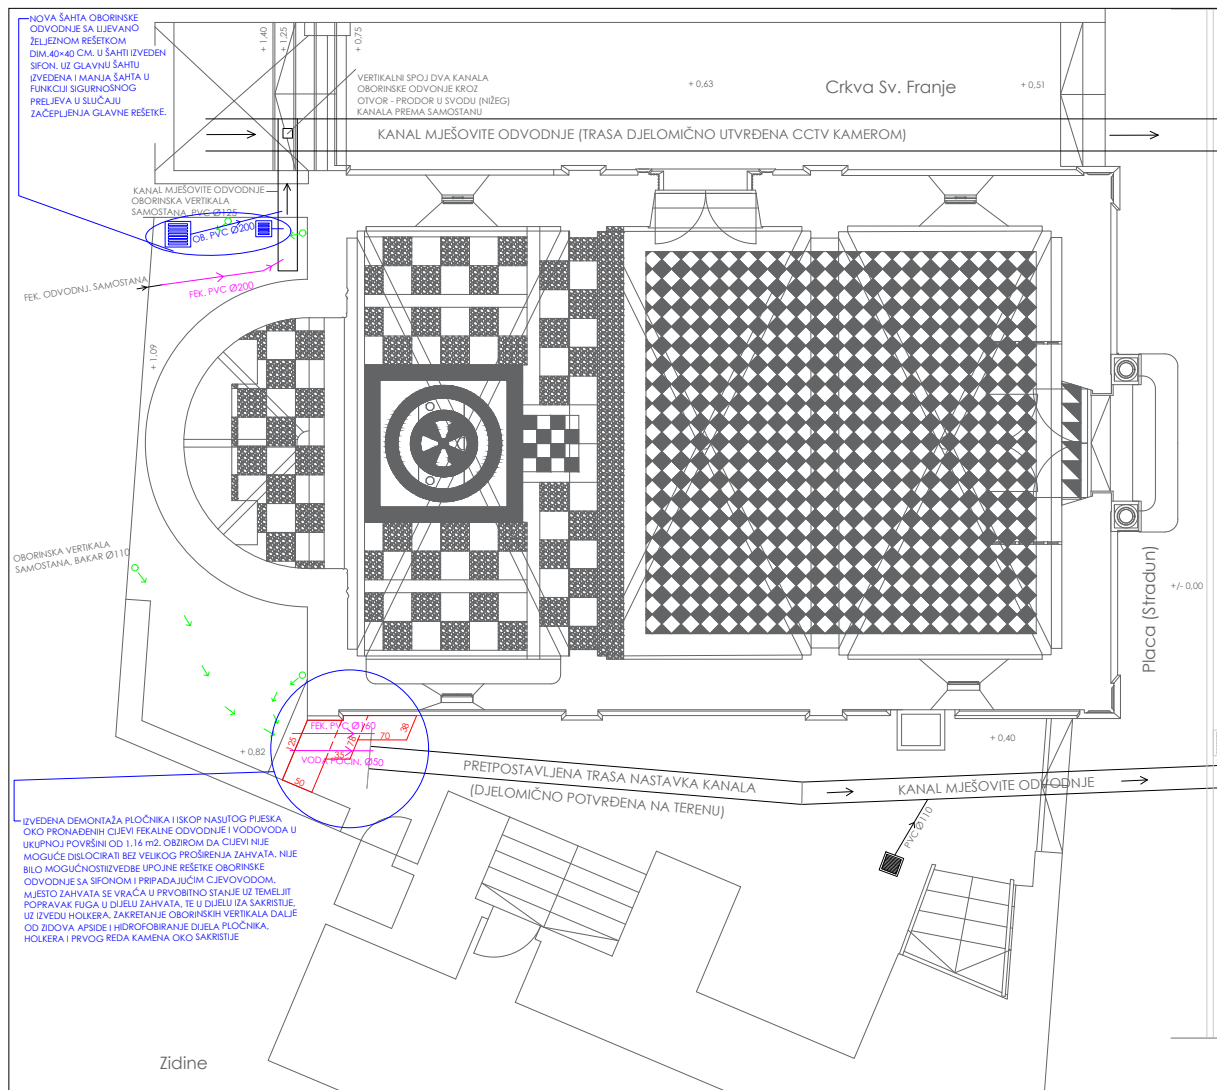 NOVA ŠAHTA OBORINSKE
ODVODNJE SA LIJEVANO
ŽELJEZNOM REŠETKOM
DIM.40×40 CM. U ŠAHTI IZVEDEN
SIFON. UZ GLAVNU ŠAHTU
IZVEDENA I MANJA ŠAHTA U
FUNKCIJI SIGURNOSNOG
PRELJEVA U SLUČAJU
ZAČEPLJENJA GLAVNE REŠETKE.
+ 1,40
+ 1,25
+ 0,75
VERTIKALNI SPOJ DVA KANALA
OBORINSKE ODVONJE KROZ
OTVOR - PRODOR U SVODU (NIŽEG)
KANALA PREMA SAMOSTANU
+ 0,63
Crkva Sv. Franje
+ 0,51
KANAL MJEŠOVITE ODVODNJE (TRASA DJELOMIČNO UTVRĐENA CCTV KAMEROM)
KANAL MJEŠOVITE ODVODNJE
OBORINSKA VERTIKALA
SAMOSTANA, PVC Ø125
OB. PVC Ø200
FEK. ODVODNJ. SAMOSTANA
FEK. PVC Ø200
+ 1,09
OBORINSKA VERTIKALA
SAMOSTANA, BAKAR Ø110
Placa (Stradun)
+/- 0,00
FEK. PVC Ø160
125
178
70
38
35
50
VODA POCIN. Ø50
+ 0,82
+ 0,40
PRETPOSTAVLJENA TRASA NASTAVKA KANALA
(DJELOMIČNO POTVRĐENA NA TERENU)
KANAL MJEŠOVITE ODVODNJE
PVC Ø110
IZVEDENA DEMONTAŽA PLOČNIKA I ISKOP NASUTOG PIJESKA
OKO PRONAĐENIH CIJEVI FEKALNE ODVODNJE I VODOVODA U
UKUPNOJ POVRŠINI OD 1.16 m2. OBZIROM DA CIJEVI NIJE
MOGUĆE DISLOCIRATI BEZ VELIKOG PROŠIRENJA ZAHVATA, NIJE
BILO MOGUĆNOSTIIZVEDBE UPOJNE REŠETKE OBORINSKE
ODVODNJE SA SIFONOM I PRIPADAJUĆIM CJEVOVODOM.
MJESTO ZAHVATA SE VRAĆA U PRVOBITNO STANJE UZ TEMELJIT
POPRAVAK FUGA U DIJELU ZAHVATA, TE U DIJELU IZA SAKRISTIJE,
UZ IZVEDU HOLKERA. ZAKRETANJE OBORINSKIH VERTIKALA DALJE
OD ZIDOVA APSIDE I HIDROFOBIRANJE DIJELA PLOČNIKA,
HOLKERA I PRVOG REDA KAMENA OKO SAKRISTIJE
Zidine